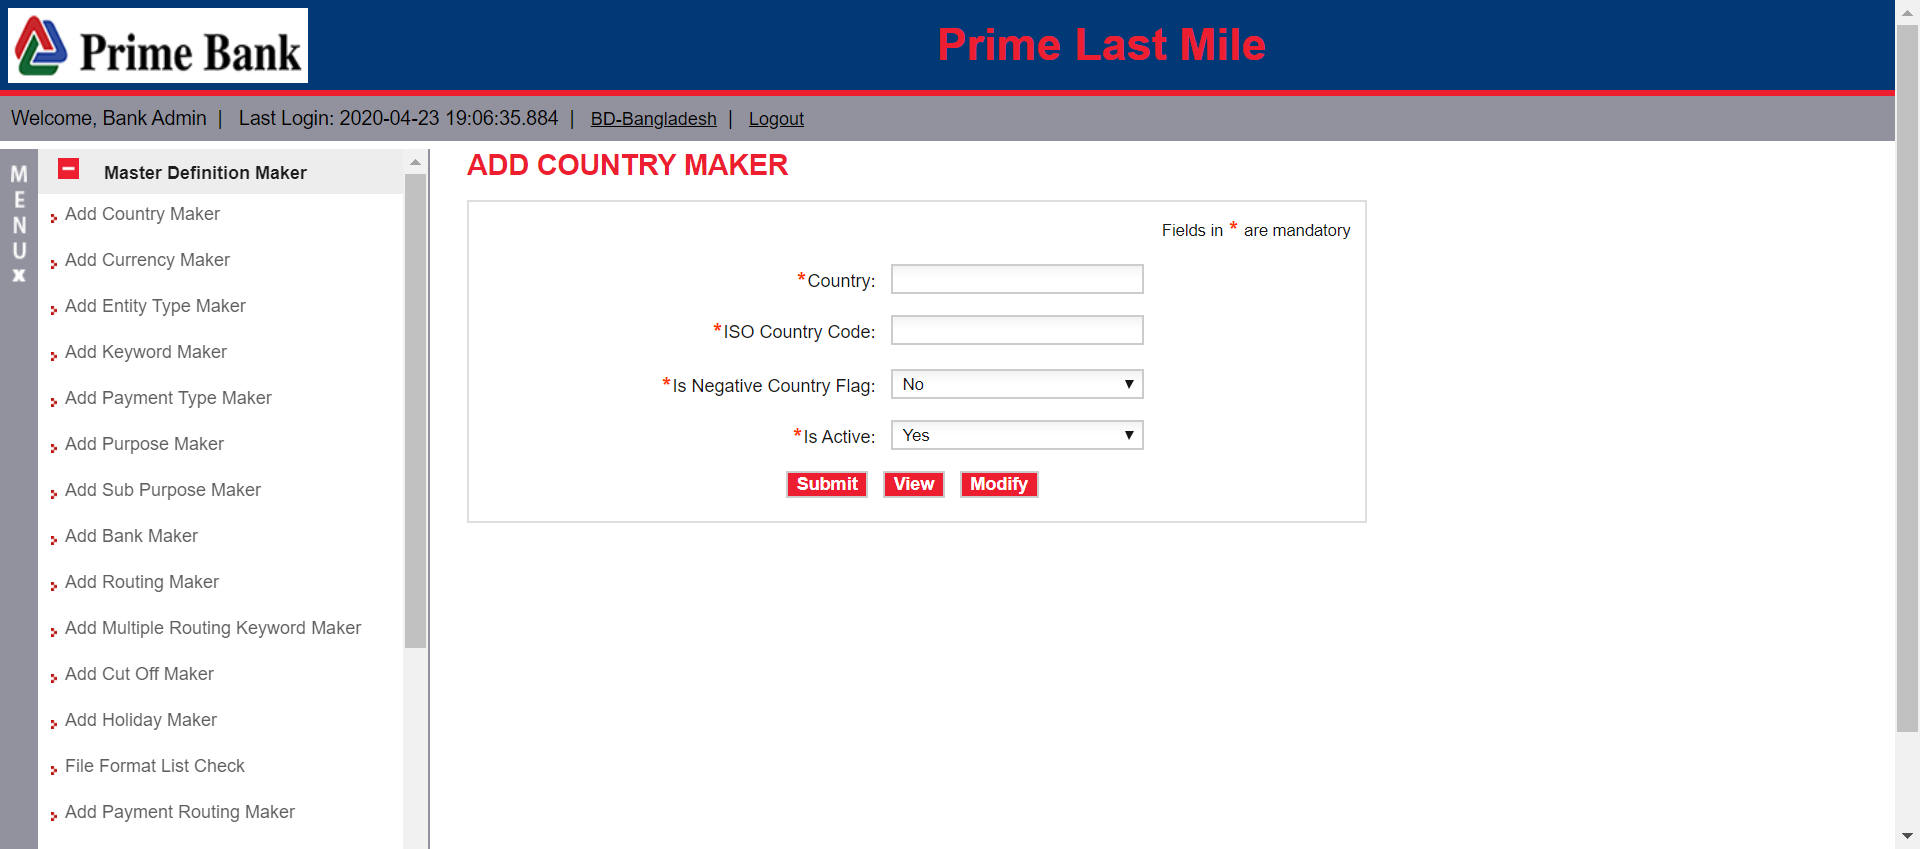 Prime Bank
Prime Last Mile
Welcome, Bank Admin | Last Login: 2020-04-23 19:06:35.884 | BD-Bangladesh | Logout
MENU
x
Master Definition Maker
Add Country Maker
Add Currency Maker
Add Entity Type Maker
Add Keyword Maker
Add Payment Type Maker
Add Purpose Maker
Add Sub Purpose Maker
Add Bank Maker
Add Routing Maker
Add Multiple Routing Keyword Maker
Add Cut Off Maker
Add Holiday Maker
File Format List Check
Add Payment Routing Maker
ADD COUNTRY MAKER
Fields in * are mandatory
*Country:
*ISO Country Code:
*Is Negative Country Flag: No
*Is Active: Yes
Submit View Modify